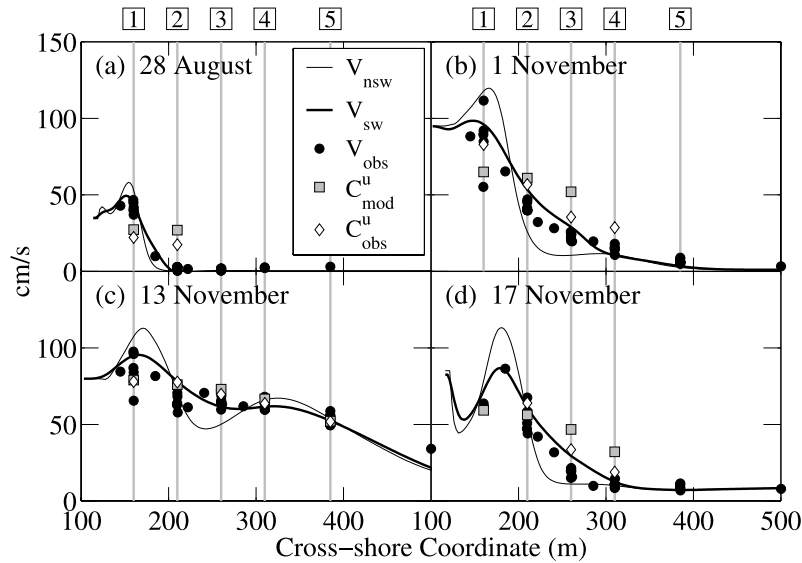 1 2 3 4 5 1 2 3 4 5
150
(a) 28 August
(b) 1 November
V_nsw
V_sw
V_obs
C^u_mod
C^u_obs
100
50
0
cm/s
(c) 13 November
(d) 17 November
100
50
0
100 200 300 400 100 200 300 400 500
Cross−shore Coordinate (m)